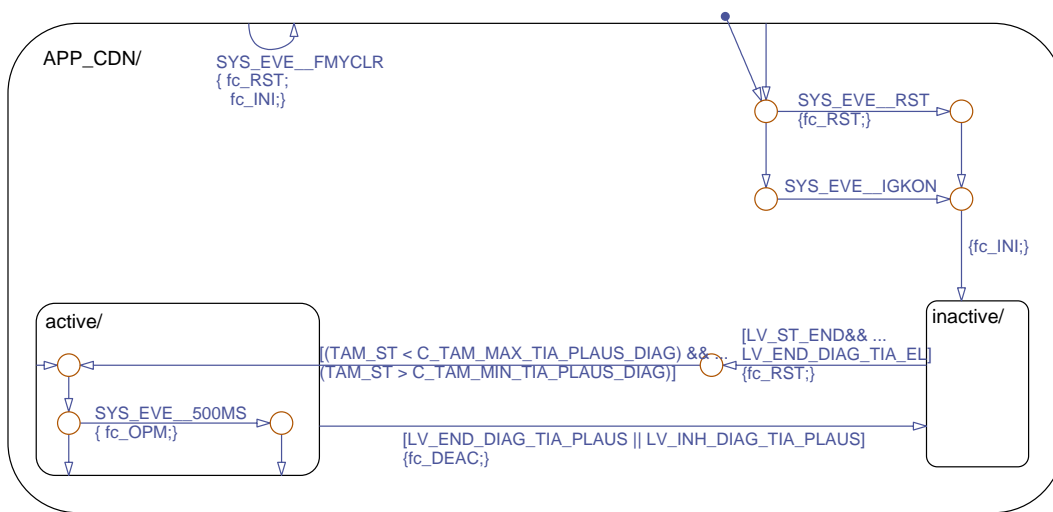 APP_CDN/
SYS_EVE__FMYCLR
{ fc_RST;
fc_INI;}
SYS_EVE__RST
{fc_RST;}
SYS_EVE__IGKON
{fc_INI;}
active/
inactive/
[(TAM_ST < C_TAM_MAX_TIA_PLAUS_DIAG) && ...
(TAM_ST > C_TAM_MIN_TIA_PLAUS_DIAG)]
[LV_ST_END&& ...
LV_END_DIAG_TIA_EL]
{fc_RST;}
SYS_EVE__500MS
{ fc_OPM;}
[LV_END_DIAG_TIA_PLAUS || LV_INH_DIAG_TIA_PLAUS]
{fc_DEAC;}